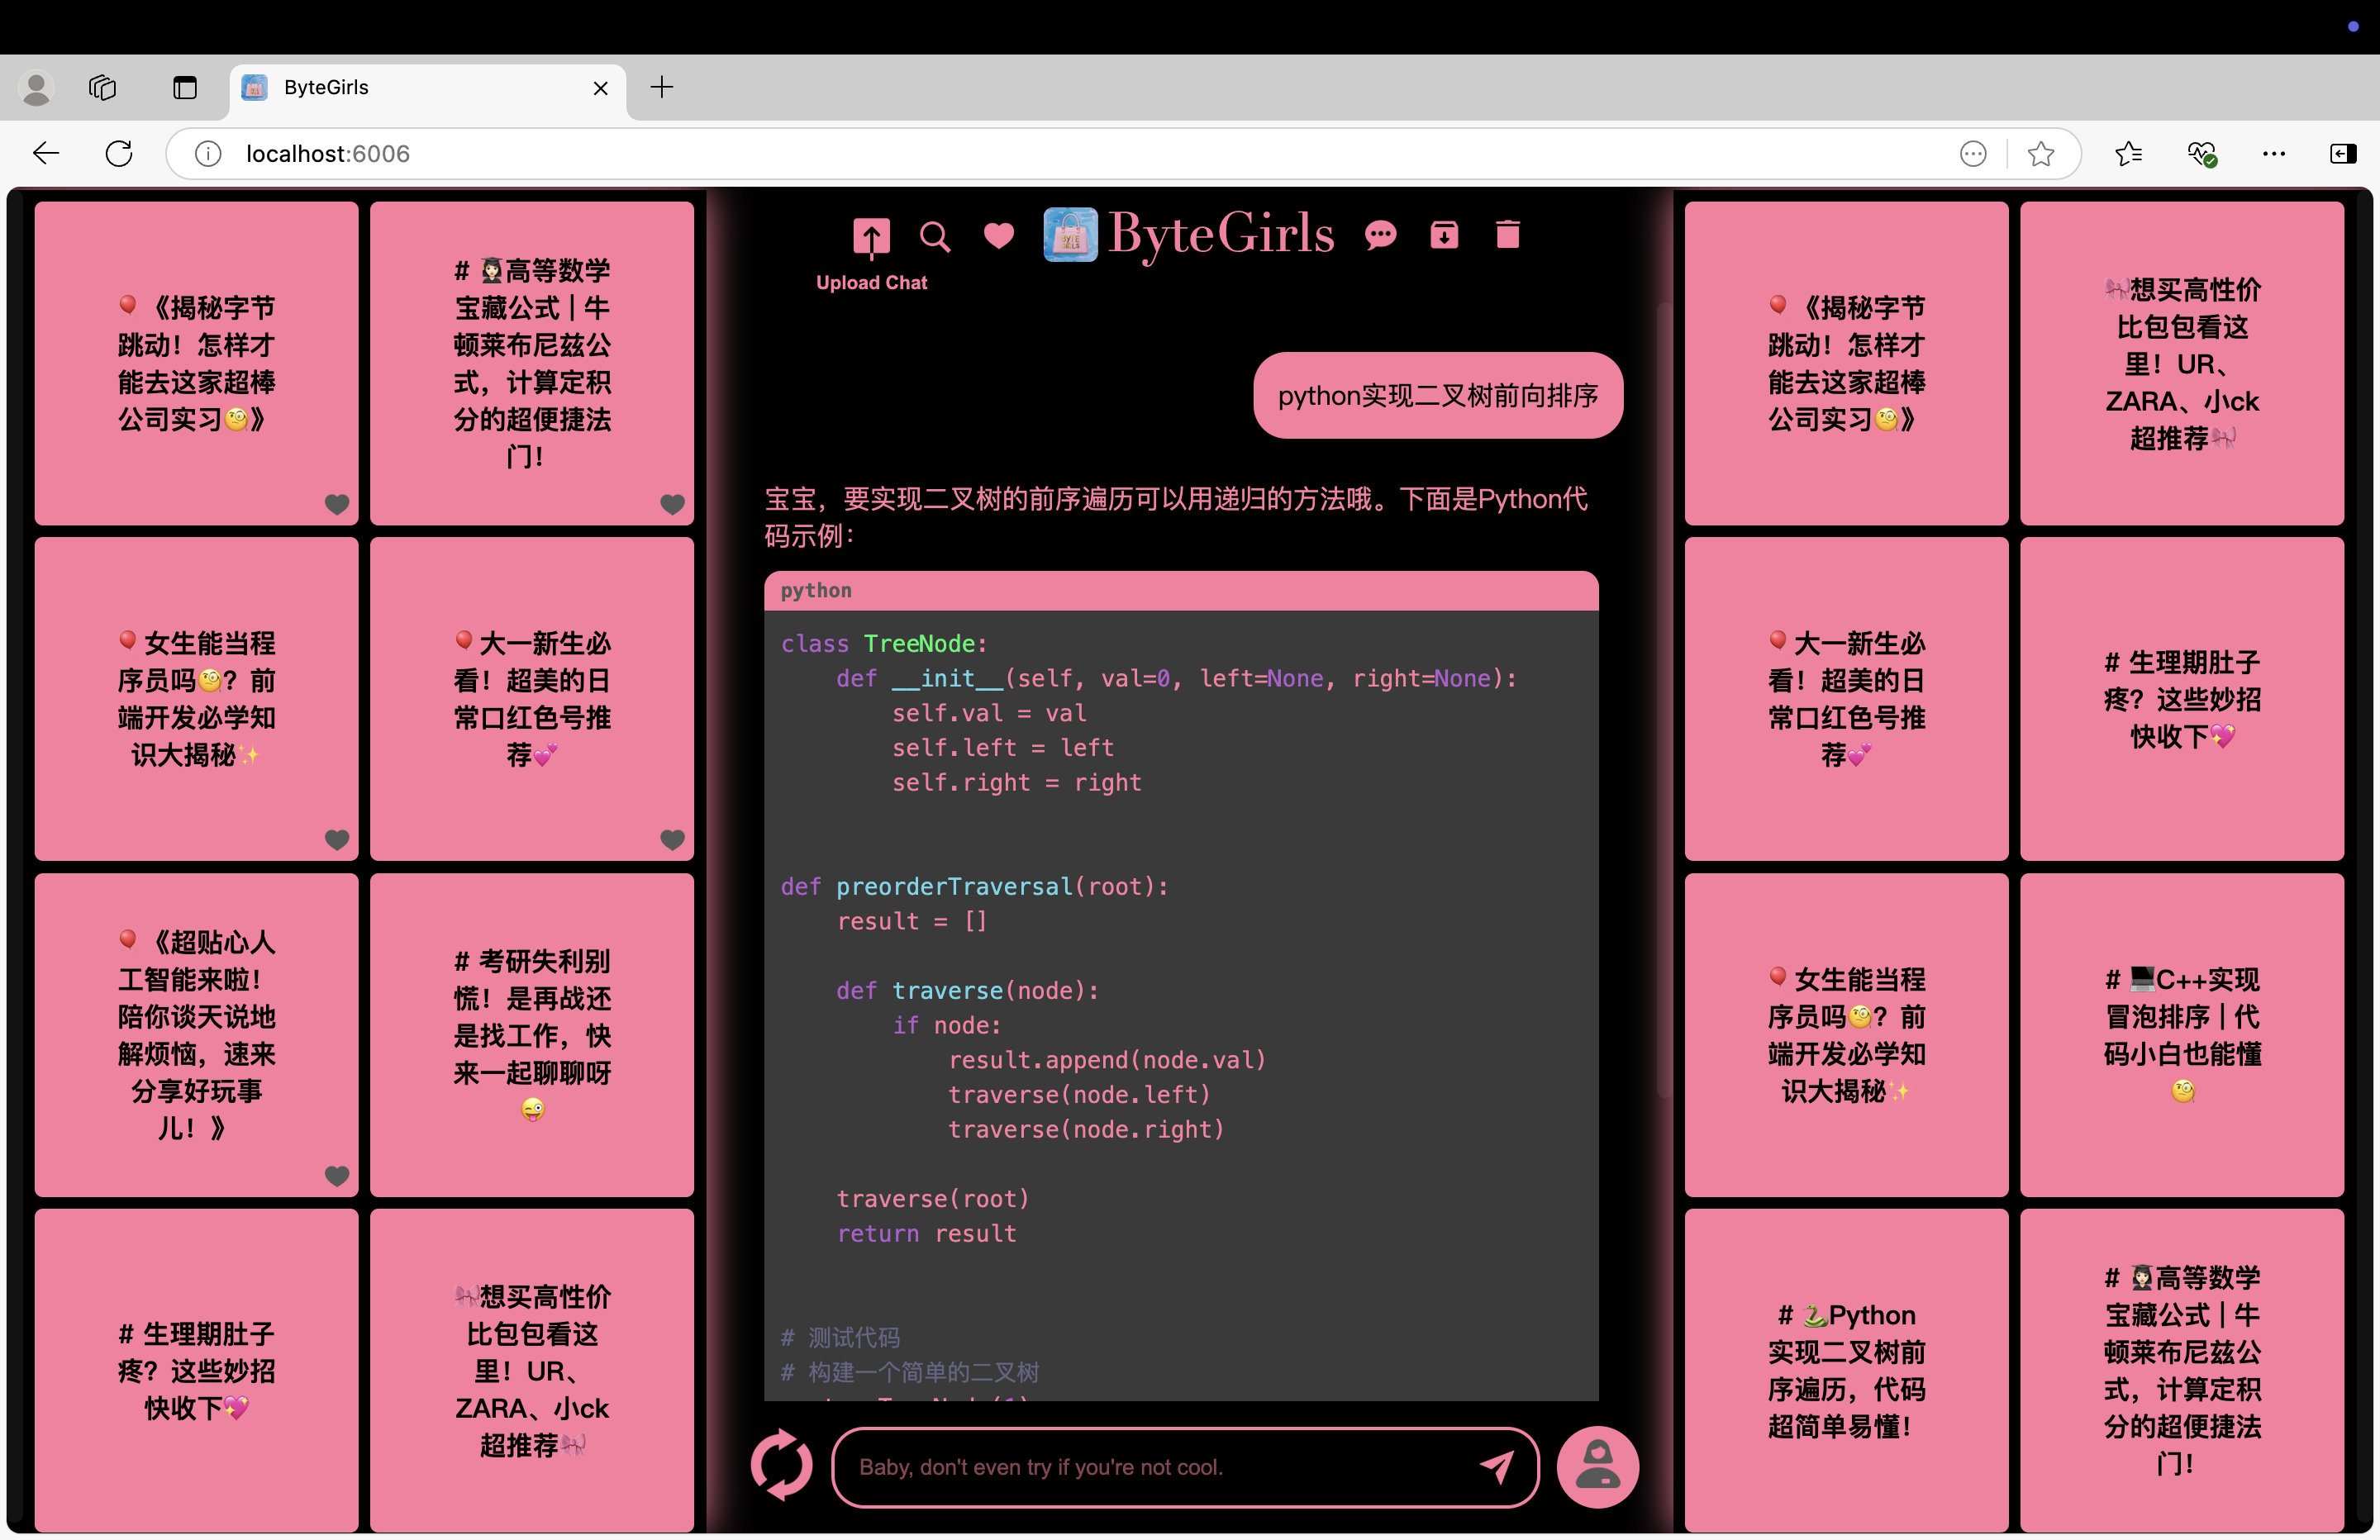 ByteGirls
localhost:6006
🎈《揭秘字节
跳动！怎样才
能去这家超棒
公司实习🧐》
# 👩🏻‍🎓高等数学
宝藏公式 | 牛
顿莱布尼兹公
式，计算定积
分的超便捷法
门！
🎈女生能当程
序员吗🧐？前
端开发必学知
识大揭秘✨
🎈大一新生必
看！超美的日
常口红色号推
荐💕
🎈《超贴心人
工智能来啦！
陪你谈天说地
解烦恼，速来
分享好玩事
儿！》
# 考研失利别
慌！是再战还
是找工作，快
来一起聊聊呀
😜
# 生理期肚子
疼？这些妙招
快收下💖
🎀想买高性价
比包包看这
里！UR、
ZARA、小ck
超推荐🎀
BYTE
GIRLS
ByteGirls
Upload Chat
python实现二叉树前向排序
宝宝，要实现二叉树的前序遍历可以用递归的方法哦。下面是Python代
码示例：
python
class TreeNode:
    def __init__(self, val=0, left=None, right=None):
        self.val = val
        self.left = left
        self.right = right
def preorderTraversal(root):
    result = []
    def traverse(node):
        if node:
            result.append(node.val)
            traverse(node.left)
            traverse(node.right)
    traverse(root)
    return result
# 测试代码
# 构建一个简单的二叉树
Baby, don't even try if you're not cool.
🎈《揭秘字节
跳动！怎样才
能去这家超棒
公司实习🧐》
🎀想买高性价
比包包看这
里！UR、
ZARA、小ck
超推荐🎀
🎈大一新生必
看！超美的日
常口红色号推
荐💕
# 生理期肚子
疼？这些妙招
快收下💖
🎈女生能当程
序员吗🧐？前
端开发必学知
识大揭秘✨
# 💻C++实现
冒泡排序 | 代
码小白也能懂
🧐
# 🐍Python
实现二叉树前
序遍历，代码
超简单易懂！
# 👩🏻‍🎓高等数学
宝藏公式 | 牛
顿莱布尼兹公
式，计算定积
分的超便捷法
门！